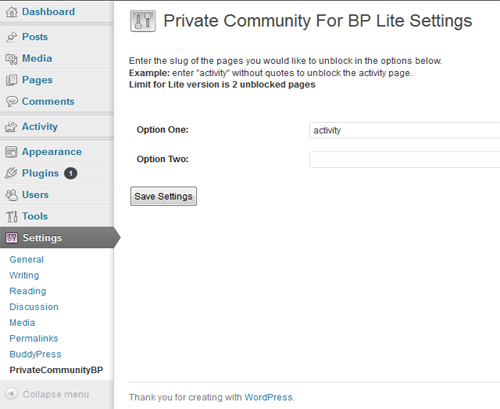 Dashboard
Posts
Media
Pages
Comments
Activity
Appearance
Plugins 1
Users
Tools
Settings
General
Writing
Reading
Discussion
Media
Permalinks
BuddyPress
PrivateCommunityBP
Collapse menu
Private Community For BP Lite Settings
Enter the slug of the pages you would like to unblock in the options below.
Example: enter "activity" without quotes to unblock the activity page.
Limit for Lite version is 2 unblocked pages
Option One: activity
Option Two:
Save Settings
Thank you for creating with WordPress.